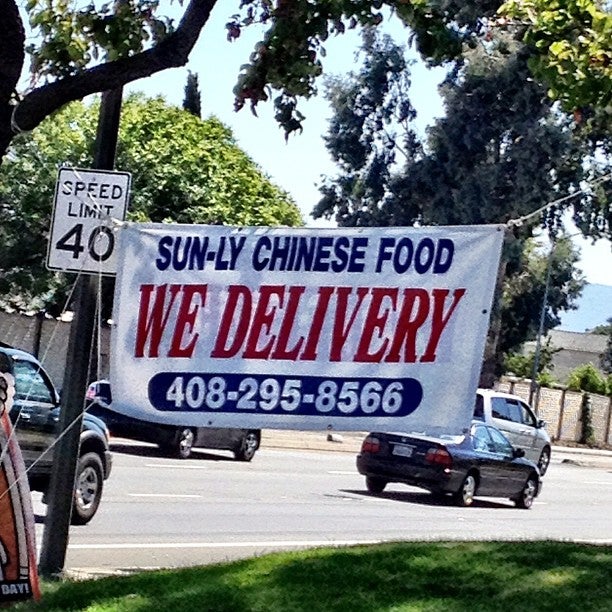 SPEED
LIMIT
40
SUN-LY CHINESE FOOD
WE DELIVERY
408-295-8566
DAY!